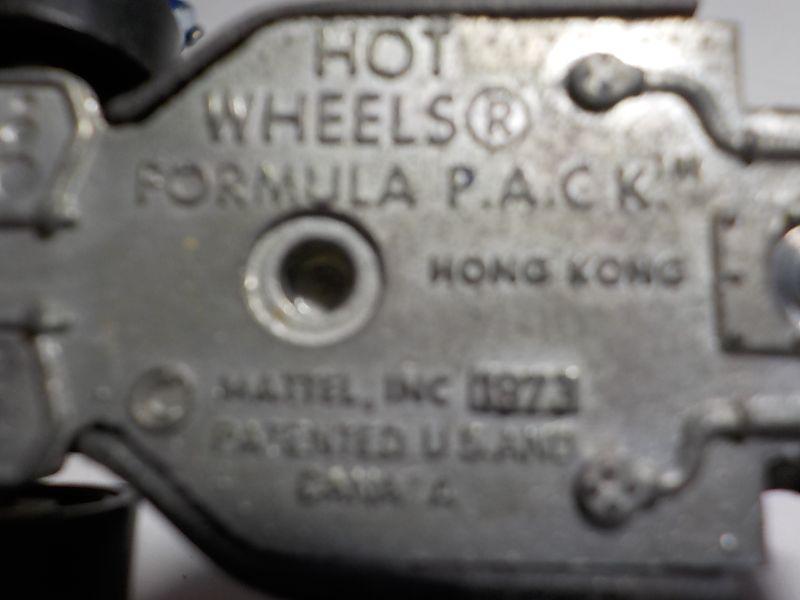 HOT
WHEELS®
FORMULA P.A.C.K.™
HONG KONG
© MATTEL, INC 1973
PATENTED U.S. AND
CANADA